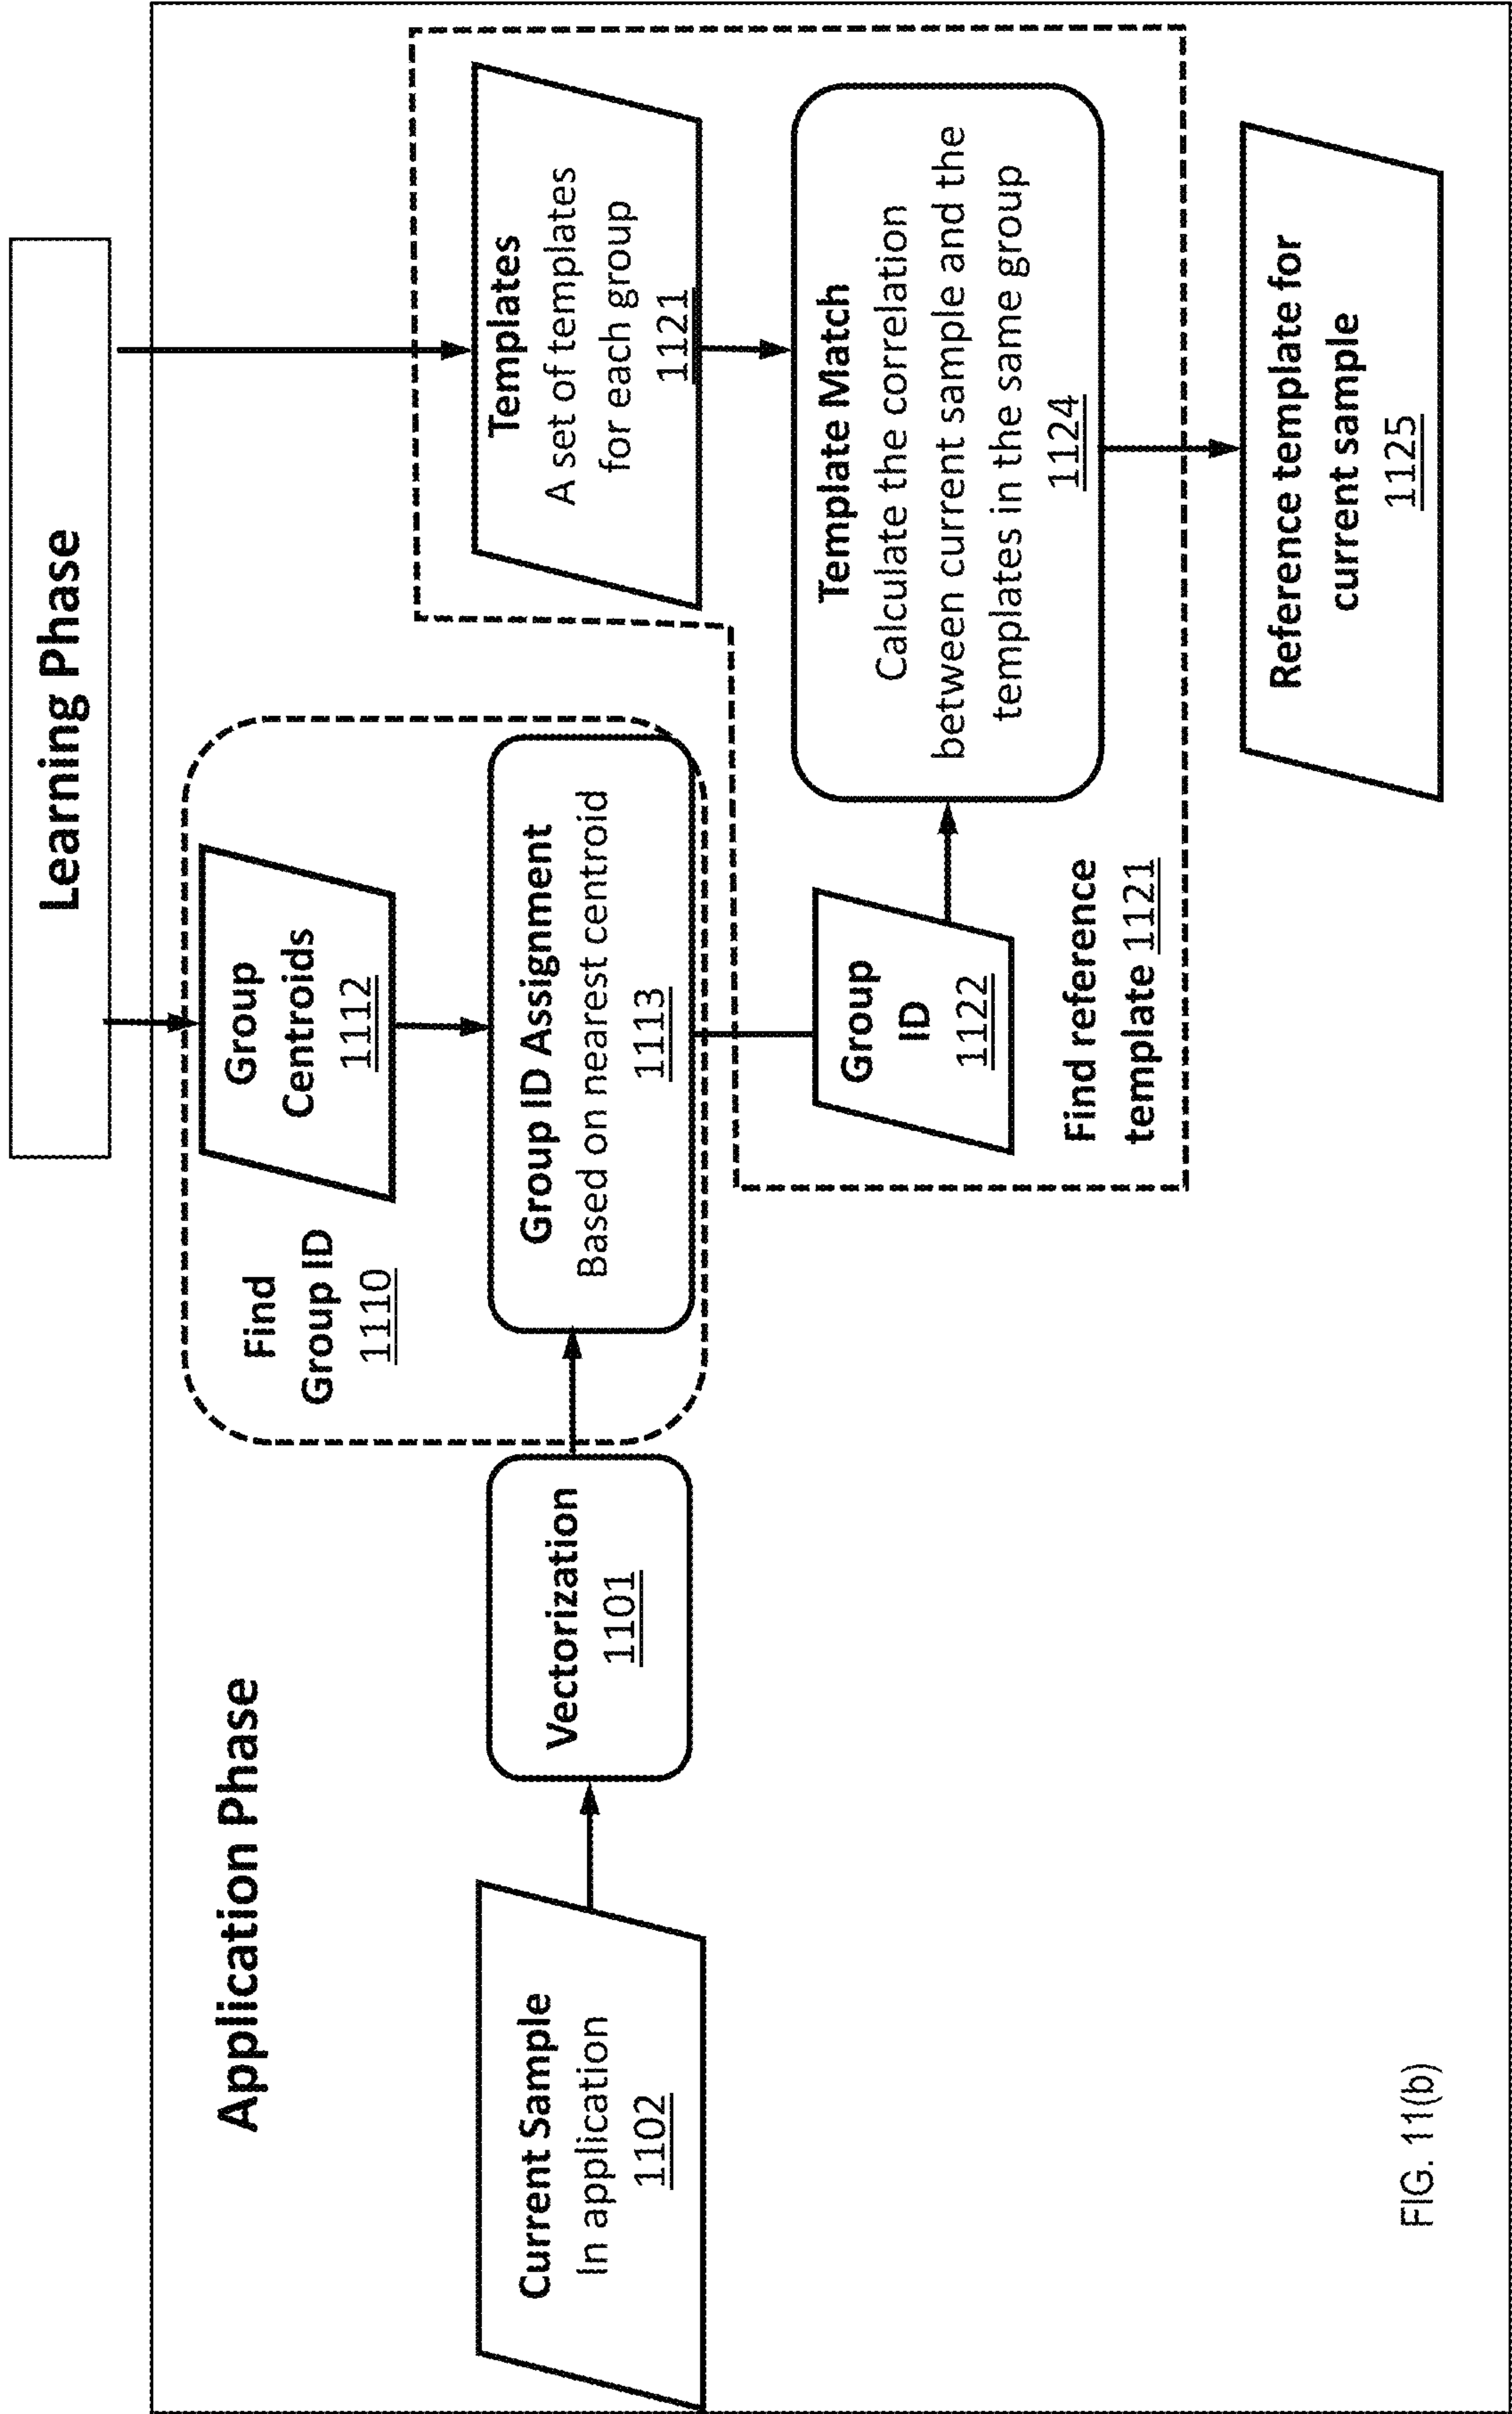 Learning Phase
Application Phase
Find
Group ID
1110
Group
Centroids
1112
Templates
A set of templates
for each group
1121
Current Sample
In application
1102
Vectorization
1101
Group ID Assignment
Based on nearest centroid
1113
Group
ID
1122
Template Match
Calculate the correlation
between current sample and the
templates in the same group
1124
Find reference
template 1121
Reference template for
current sample
1125
FIG. 11(b)